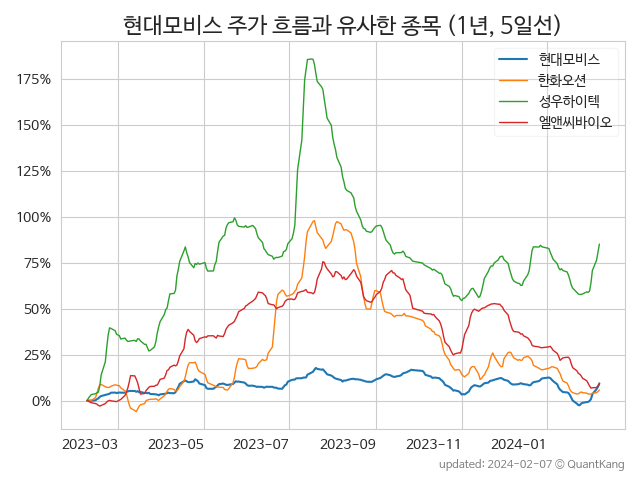 현대모비스 주가 흐름과 유사한 종목 (1년, 5일선)
현대모비스
한화오션
성우하이텍
엘앤씨바이오
175%
150%
125%
100%
75%
50%
25%
0%
2023-03 2023-05 2023-07 2023-09 2023-11 2024-01
updated: 2024-02-07 © QuantKang